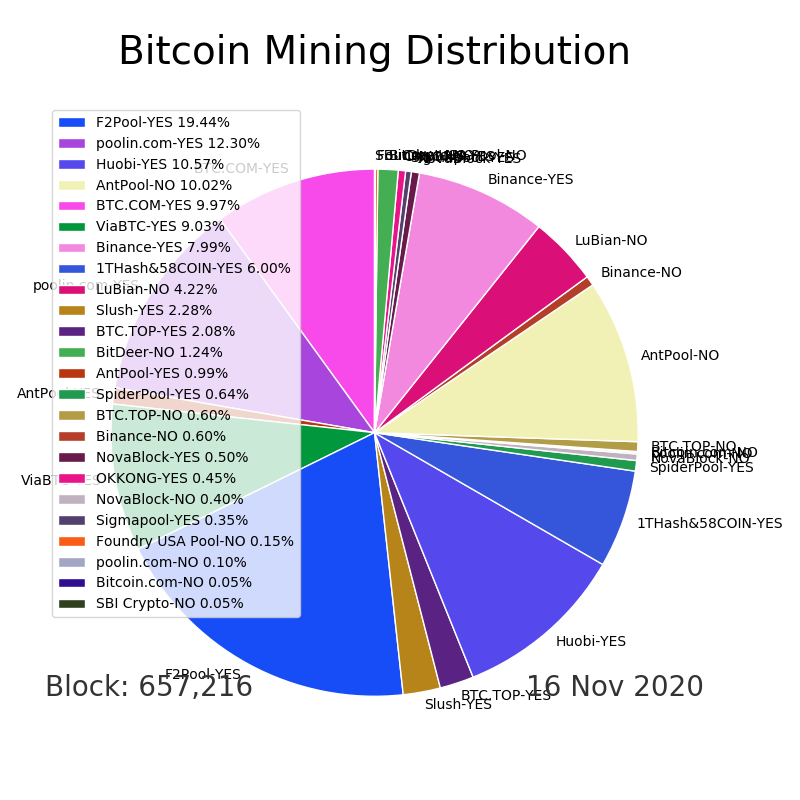 Bitcoin Mining Distribution
F2Pool-YES 19.44%
poolin.com-YES 12.30%
Huobi-YES 10.57%
AntPool-NO 10.02%
BTC.COM-YES 9.97%
ViaBTC-YES 9.03%
Binance-YES 7.99%
1THash&58COIN-YES 6.00%
LuBian-NO 4.22%
Slush-YES 2.28%
BTC.TOP-YES 2.08%
BitDeer-NO 1.24%
AntPool-YES 0.99%
SpiderPool-YES 0.64%
BTC.TOP-NO 0.60%
Binance-NO 0.60%
NovaBlock-YES 0.50%
OKKONG-YES 0.45%
NovaBlock-NO 0.40%
Sigmapool-YES 0.35%
Foundry USA Pool-NO 0.15%
poolin.com-NO 0.10%
Bitcoin.com-NO 0.05%
SBI Crypto-NO 0.05%
BTC.COM-YES
Binance-YES
LuBian-NO
Binance-NO
AntPool-NO
BTC.TOP-NO
NovaBlock-NO
SpiderPool-YES
1THash&58COIN-YES
Huobi-YES
BTC.TOP-YES
Slush-YES
F2Pool-YES
Block: 657,216
16 Nov 2020